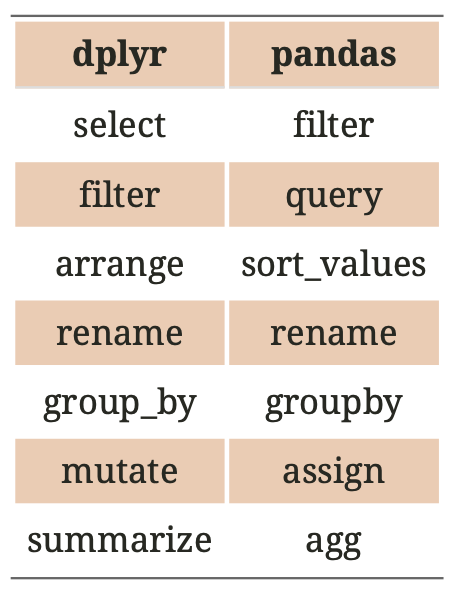 dplyr pandas
select filter
filter query
arrange sort_values
rename rename
group_by groupby
mutate assign
summarize agg